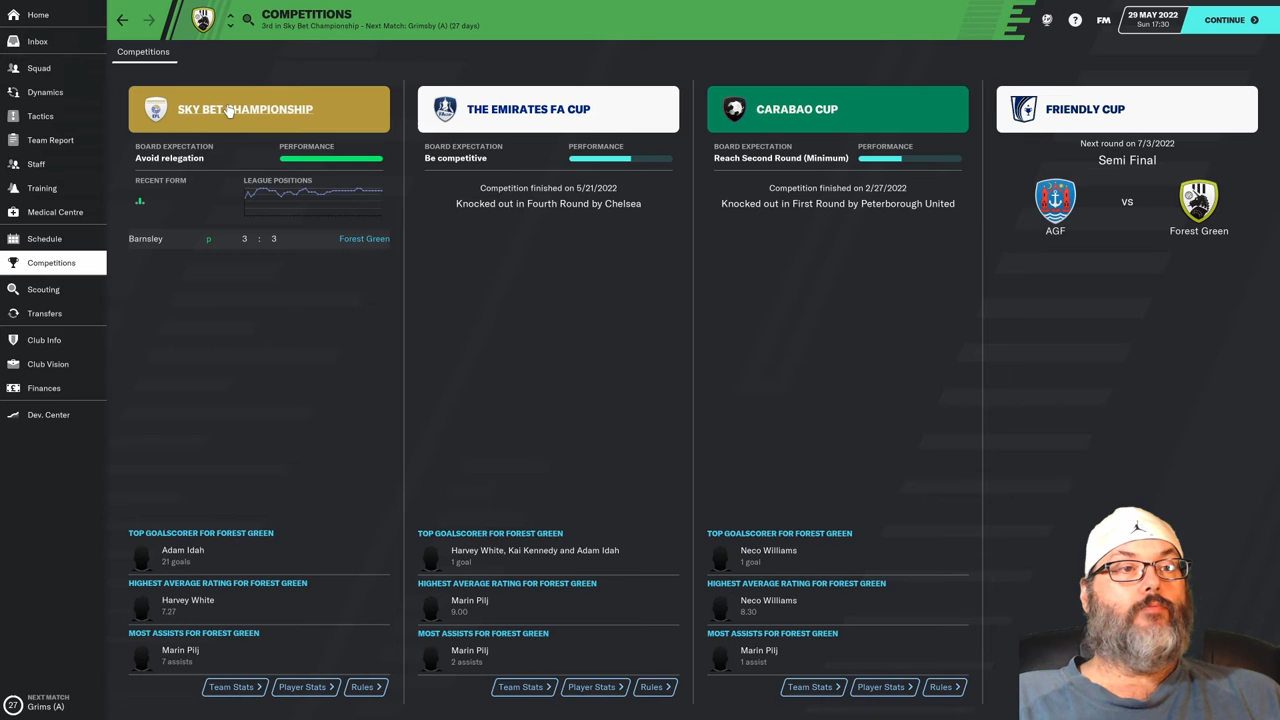 Home
Inbox
Squad
Dynamics
Tactics
Team Report
Staff
Training
Medical Centre
Schedule
Competitions
Scouting
Transfers
Club Info
Club Vision
Finances
Dev. Center
27
NEXT MATCH
Grims (A)
COMPETITIONS
3rd in Sky Bet Championship - Next Match: Grimsby (A) (27 days)
?
FM
29 MAY 2022
Sun 17:30
CONTINUE
Competitions
SKY BET CHAMPIONSHIP
BOARD EXPECTATION PERFORMANCE
Avoid relegation
RECENT FORM LEAGUE POSITIONS
Barnsley p 3 : 3 Forest Green
TOP GOALSCORER FOR FOREST GREEN
Adam Idah
21 goals
HIGHEST AVERAGE RATING FOR FOREST GREEN
Harvey White
7.27
MOST ASSISTS FOR FOREST GREEN
Marin Pilj
7 assists
Team Stats Player Stats Rules
THE EMIRATES FA CUP
BOARD EXPECTATION PERFORMANCE
Be competitive
Competition finished on 5/21/2022
Knocked out in Fourth Round by Chelsea
TOP GOALSCORER FOR FOREST GREEN
Harvey White, Kai Kennedy and Adam Idah
1 goal
HIGHEST AVERAGE RATING FOR FOREST GREEN
Marin Pilj
9.00
MOST ASSISTS FOR FOREST GREEN
Marin Pilj
2 assists
Team Stats Player Stats Rules
CARABAO CUP
BOARD EXPECTATION PERFORMANCE
Reach Second Round (Minimum)
Competition finished on 2/27/2022
Knocked out in First Round by Peterborough United
TOP GOALSCORER FOR FOREST GREEN
Neco Williams
1 goal
HIGHEST AVERAGE RATING FOR FOREST GREEN
Neco Williams
8.30
MOST ASSISTS FOR FOREST GREEN
Marin Pilj
1 assist
Team Stats Player Stats Rules
FRIENDLY CUP
Next round on 7/3/2022
Semi Final
VS
AGF Forest Green